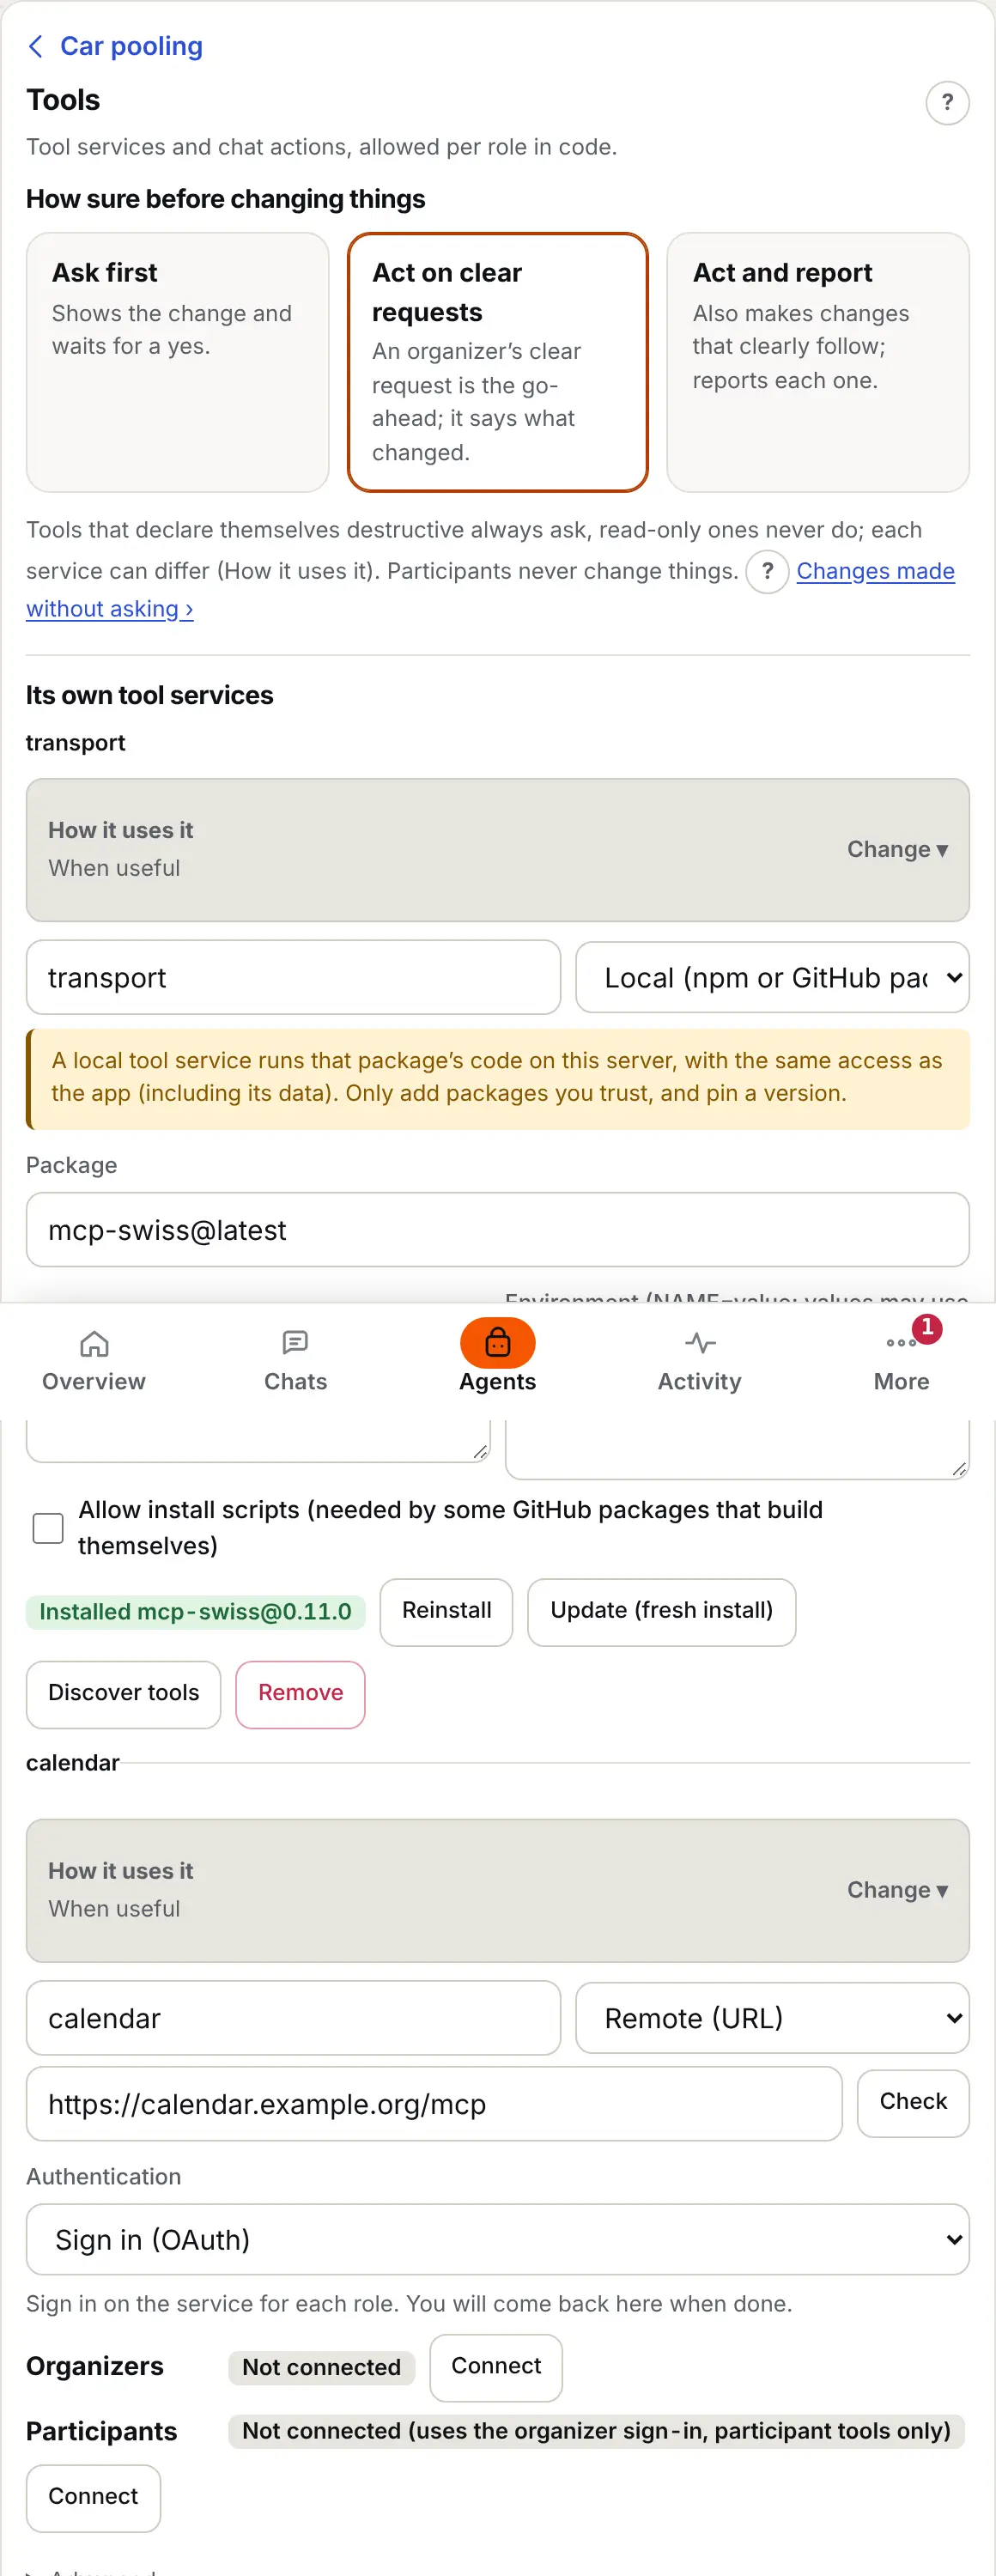 Car pooling
Tools
?
Tool services and chat actions, allowed per role in code.
How sure before changing things
Ask first
Shows the change and
waits for a yes.
Act on clear
requests
An organizer’s clear
request is the go-
ahead; it says what
changed.
Act and report
Also makes changes
that clearly follow;
reports each one.
Tools that declare themselves destructive always ask, read-only ones never do; each
service can differ (How it uses it). Participants never change things. ? Changes made
without asking ›
Its own tool services
transport
How it uses it
When useful
Change ▾
transport
Local (npm or GitHub pac
A local tool service runs that package’s code on this server, with the same access as
the app (including its data). Only add packages you trust, and pin a version.
Package
mcp-swiss@latest
Environment (NAME=value; values may use
Overview
Chats
Agents
Activity
1
More
Allow install scripts (needed by some GitHub packages that build
themselves)
Installed mcp-swiss@0.11.0
Reinstall
Update (fresh install)
Discover tools
Remove
calendar
How it uses it
When useful
Change ▾
calendar
Remote (URL)
https://calendar.example.org/mcp
Check
Authentication
Sign in (OAuth)
Sign in on the service for each role. You will come back here when done.
Organizers
Not connected
Connect
Participants
Not connected (uses the organizer sign-in, participant tools only)
Connect